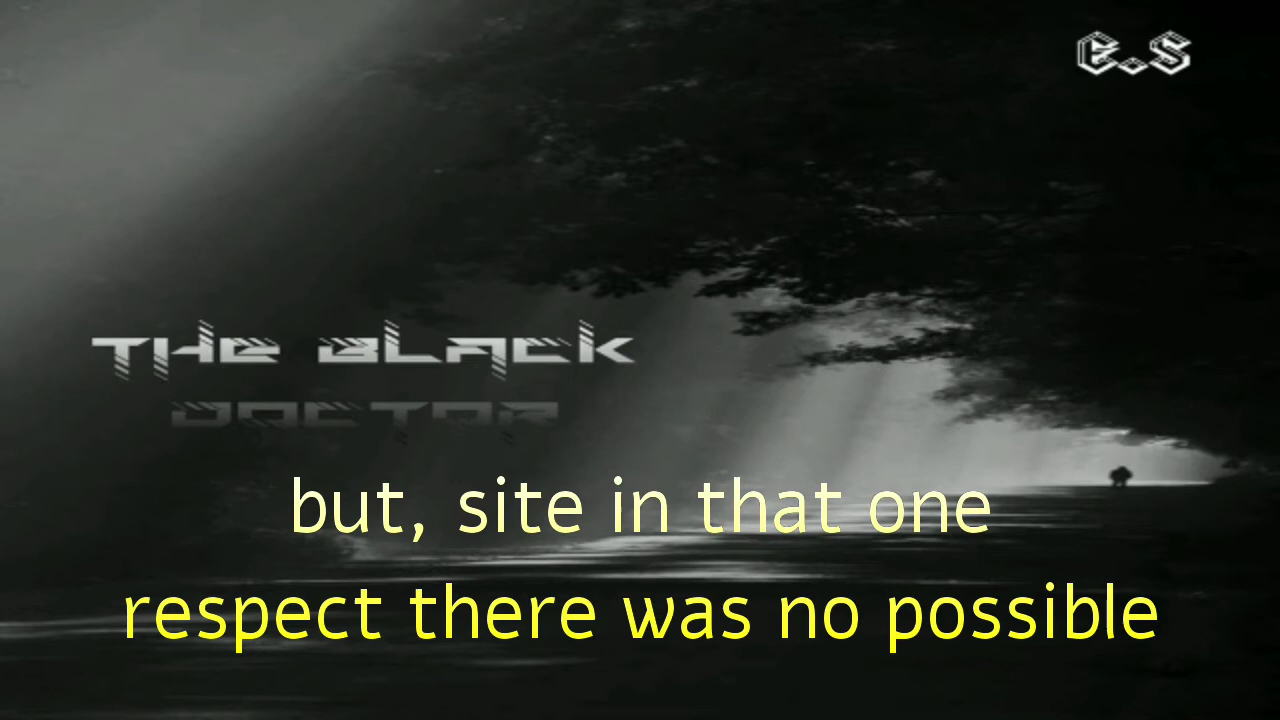 E.S
THE BLACK
DOCTOR
but, site in that one
respect there was no possible